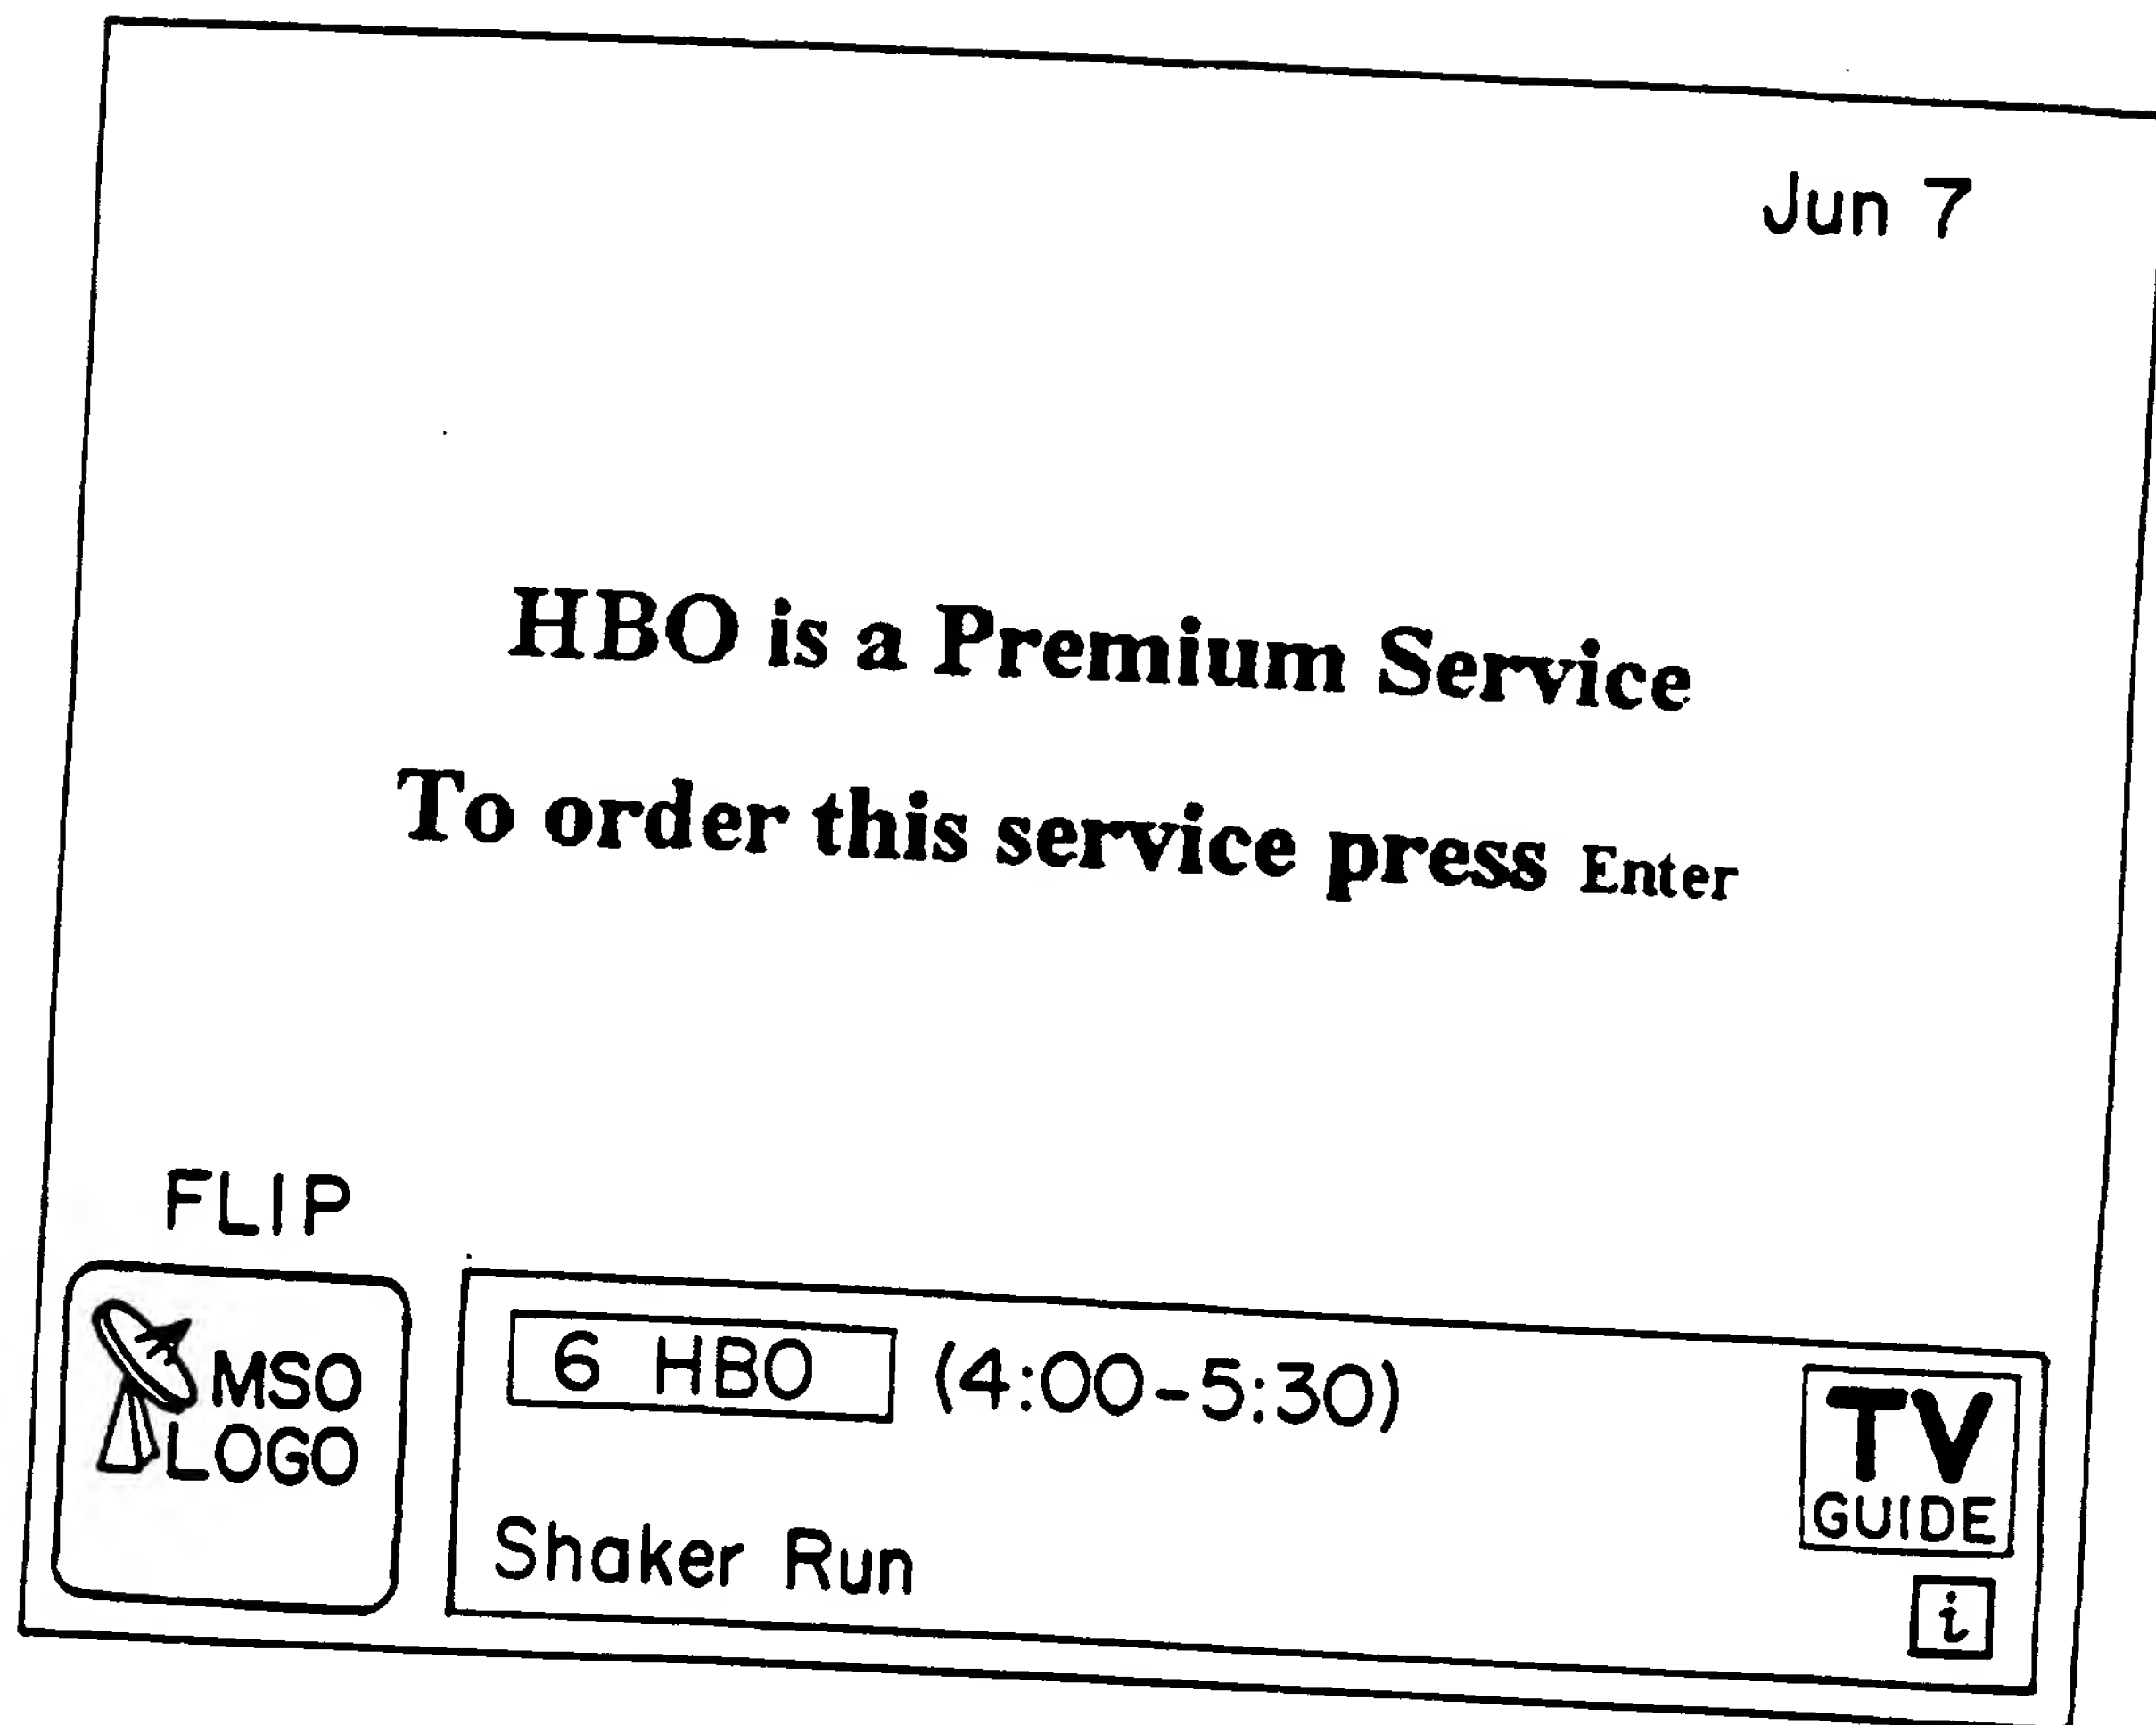 Jun 7
HBO is a Premium Service
To order this service press Enter
FLIP
MSO
LOGO
6 HBO (4:00-5:30)
Shaker Run
TV
GUIDE
i